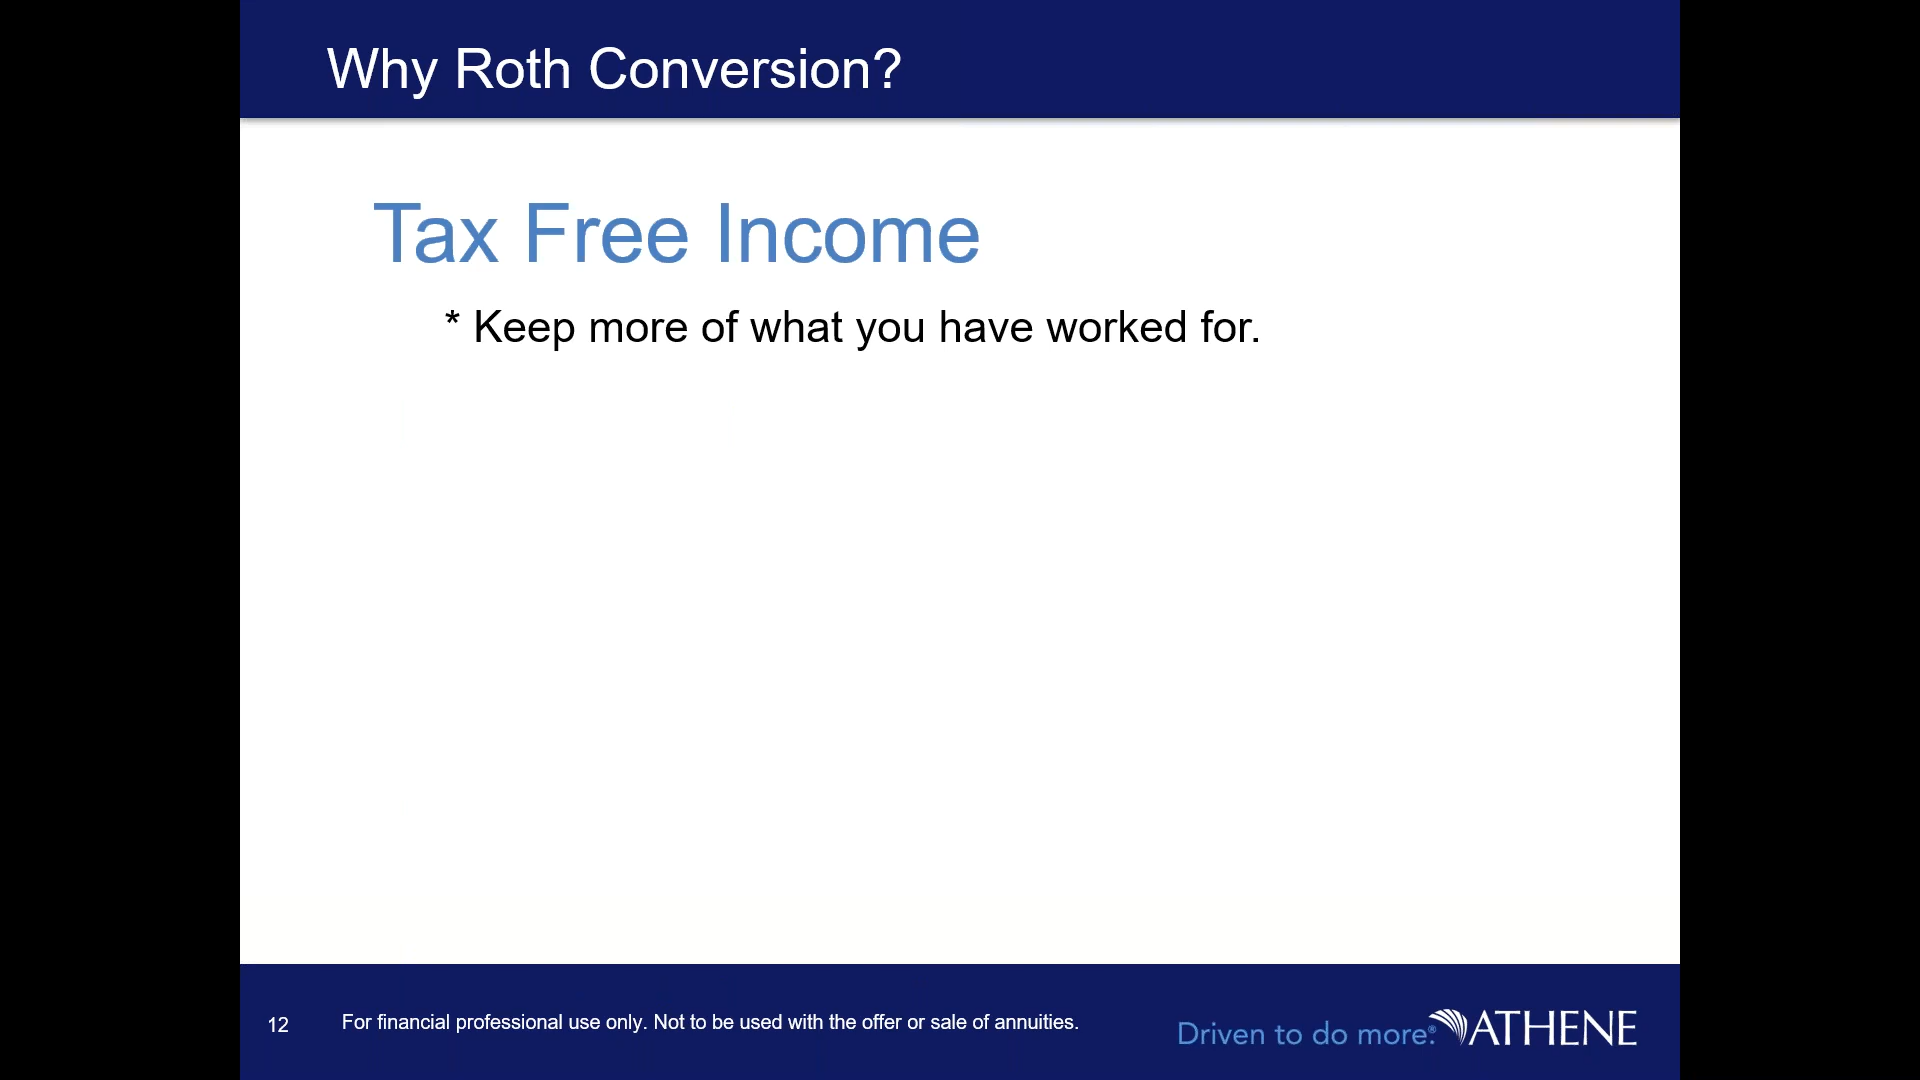 Why Roth Conversion?
Tax Free Income
* Keep more of what you have worked for.
12
For financial professional use only. Not to be used with the offer or sale of annuities.
Driven to do more.®
ATHENE